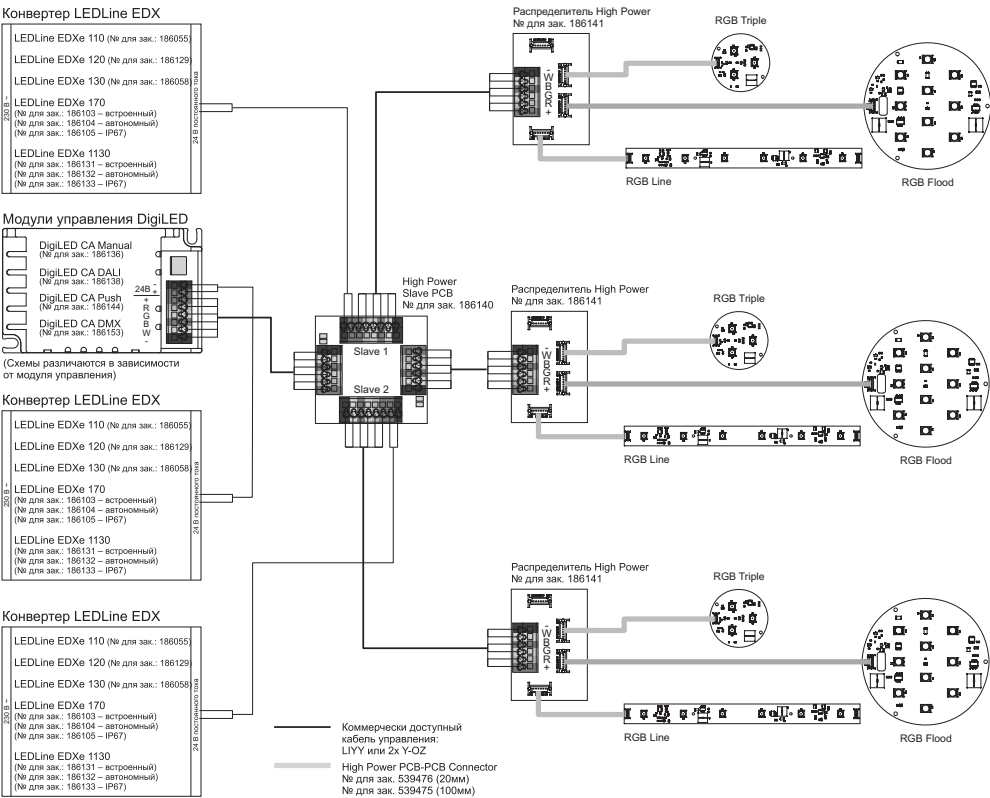 Конвертер LEDLine EDX
LEDLine EDXe 110 (№ для зак.: 186055)
LEDLine EDXe 120 (№ для зак.: 186129)
LEDLine EDXe 130 (№ для зак.: 186058)
LEDLine EDXe 170
(№ для зак.: 186103 – встроенный)
(№ для зак.: 186104 – автономный)
(№ для зак.: 186105 – IP67)
LEDLine EDXe 1130
(№ для зак.: 186131 – встроенный)
(№ для зак.: 186132 – автономный)
(№ для зак.: 186133 – IP67)
230 В ~
24 В постоянного тока
Модули управления DigiLED
DigiLED CA Manual
(№ для зак.: 186136)
DigiLED CA DALI
(№ для зак.: 186138)
DigiLED CA Push
(№ для зак.: 186144)
DigiLED CA DMX
(№ для зак.: 186153)
24В -
+
+
R
G
B
W
-
(Схемы различаются в зависимости
от модуля управления)
Конвертер LEDLine EDX
LEDLine EDXe 110 (№ для зак.: 186055)
LEDLine EDXe 120 (№ для зак.: 186129)
LEDLine EDXe 130 (№ для зак.: 186058)
LEDLine EDXe 170
(№ для зак.: 186103 – встроенный)
(№ для зак.: 186104 – автономный)
(№ для зак.: 186105 – IP67)
LEDLine EDXe 1130
(№ для зак.: 186131 – встроенный)
(№ для зак.: 186132 – автономный)
(№ для зак.: 186133 – IP67)
230 В ~
24 В постоянного тока
Конвертер LEDLine EDX
LEDLine EDXe 110 (№ для зак.: 186055)
LEDLine EDXe 120 (№ для зак.: 186129)
LEDLine EDXe 130 (№ для зак.: 186058)
LEDLine EDXe 170
(№ для зак.: 186103 – встроенный)
(№ для зак.: 186104 – автономный)
(№ для зак.: 186105 – IP67)
LEDLine EDXe 1130
(№ для зак.: 186131 – встроенный)
(№ для зак.: 186132 – автономный)
(№ для зак.: 186133 – IP67)
230 В ~
24 В постоянного тока
High Power
Slave PCB
№ для зак. 186140
Slave 1
Slave 2
Распределитель High Power
№ для зак. 186141
-
W
B
G
R
+
RGB Triple
RGB Line
RGB Flood
Распределитель High Power
№ для зак. 186141
-
W
B
G
R
+
RGB Triple
RGB Line
RGB Flood
Распределитель High Power
№ для зак. 186141
-
W
B
G
R
+
RGB Triple
RGB Line
RGB Flood
Коммерчески доступный
кабель управления:
LIYY или 2x Y-OZ
High Power PCB-PCB Connector
№ для зак. 539476 (20мм)
№ для зак. 539475 (100мм)